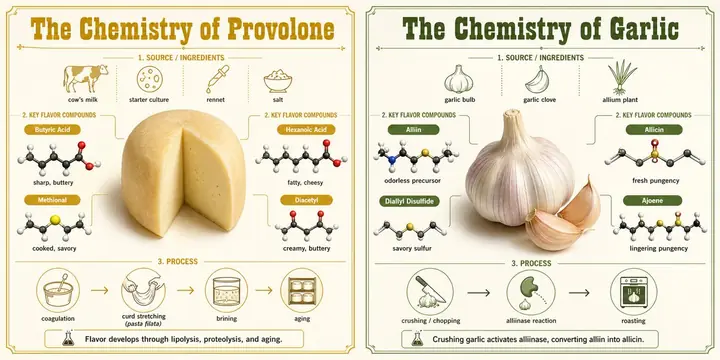 The Chemistry of Provolone
1. SOURCE / INGREDIENTS
cow's milk
starter culture
rennet
salt
2. KEY FLAVOR COMPOUNDS
2. KEY FLAVOR COMPOUNDS
Butyric Acid
sharp, buttery
Hexanoic Acid
fatty, cheesy
Methional
cooked, savory
Diacetyl
creamy, buttery
3. PROCESS
coagulation
curd stretching
(pasta filata)
brining
aging
Flavor develops through lipolysis, proteolysis, and aging.
The Chemistry of Garlic
1. SOURCE / INGREDIENTS
garlic bulb
garlic clove
allium plant
2. KEY FLAVOR COMPOUNDS
2. KEY FLAVOR COMPOUNDS
Alliin
odorless precursor
Allicin
fresh pungency
Diallyl Disulfide
savory sulfur
Ajoene
lingering pungency
3. PROCESS
crushing / chopping
alliinase reaction
roasting
Crushing garlic activates alliinase, converting alliin into allicin.